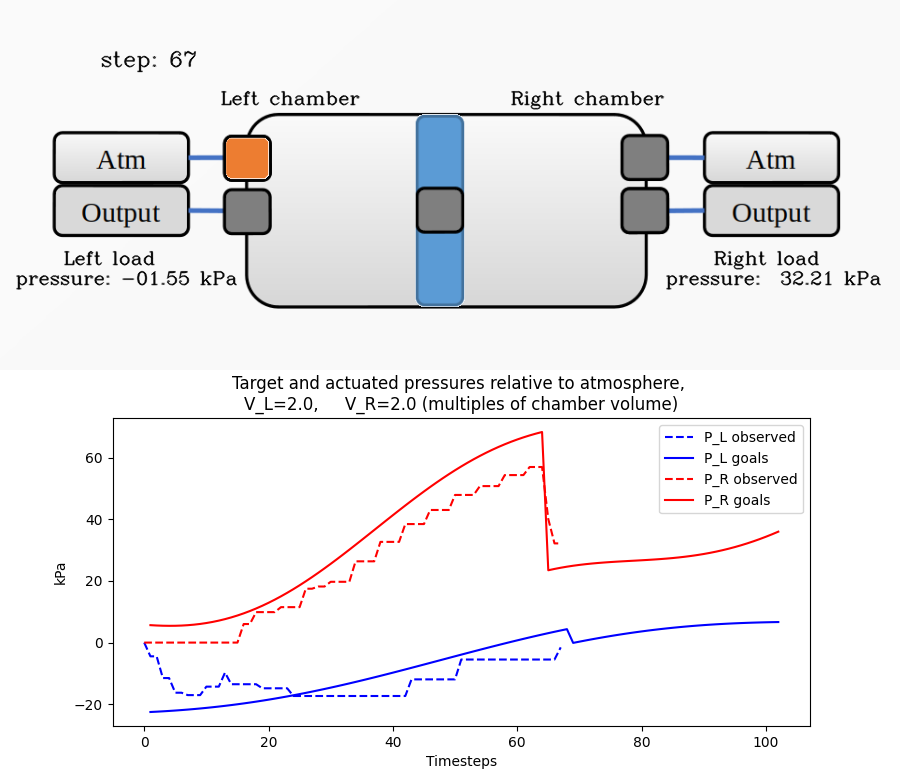 step: 67
Left chamber
Right chamber
Atm
Atm
Output
Output
Left load
pressure: -01.55 kPa
Right load
pressure: 32.21 kPa
Target and actuated pressures relative to atmosphere,
V_L=2.0, V_R=2.0 (multiples of chamber volume)
P_L observed
P_L goals
P_R observed
P_R goals
60
40
20
0
−20
kPa
0
20
40
60
80
100
Timesteps